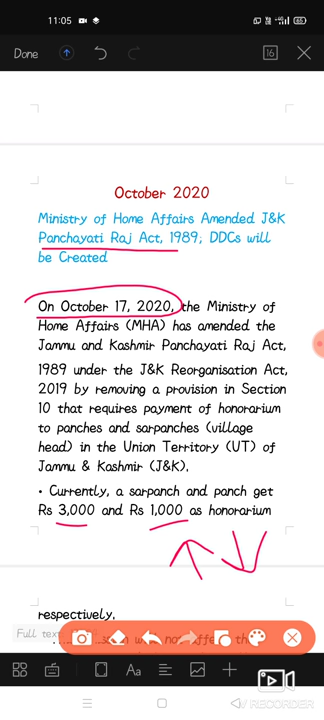 11:05
65
Done
16
October 2020
Ministry of Home Affairs Amended J&K
Panchayati Raj Act, 1989; DDCs will
be Created
On October 17, 2020, the Ministry of
Home Affairs (MHA) has amended the
Jammu and Kashmir Panchayati Raj Act,
1989 under the J&K Reorganisation Act,
2019 by removing a provision in Section
10 that requires payment of honorarium
to panches and sarpanches (village
head) in the Union Territory (UT) of
Jammu & Kashmir (J&K).
• Currently, a sarpanch and panch get
Rs 3,000 and Rs 1,000 as honorarium
respectively.
Full text
Aa
RECORDER